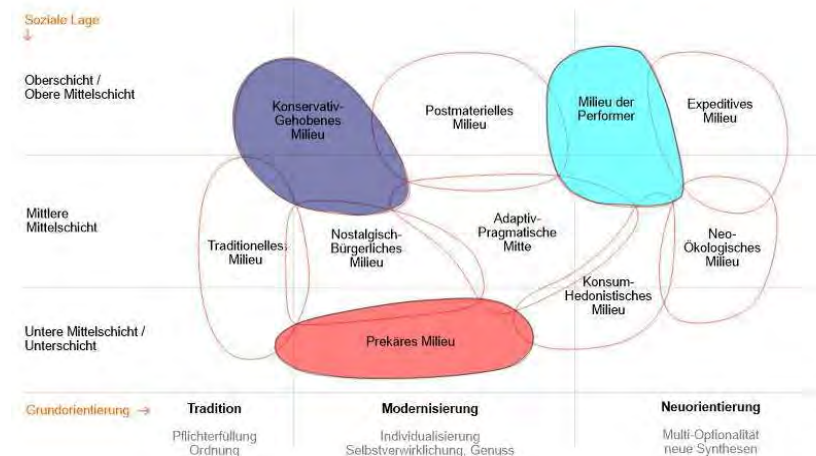 Soziale Lage
↓
Oberschicht /
Obere Mittelschicht
Konservativ-
Gehobenes
Milieu
Postmaterielles
Milieu
Milieu der
Performer
Expeditives
Milieu
Mittlere
Mittelschicht
Traditionelles
Milieu
Nostalgisch-
Bürgerliches
Milieu
Adaptiv-
Pragmatische
Mitte
Konsum-
Hedonistisches
Milieu
Neo-
Ökologisches
Milieu
Untere Mittelschicht /
Unterschicht
Prekäres Milieu
Grundorientierung →
Tradition
Pflichterfüllung
Ordnung
Modernisierung
Individualisierung
Selbstverwirklichung, Genuss
Neuorientierung
Multi-Optionalität
neue Synthesen